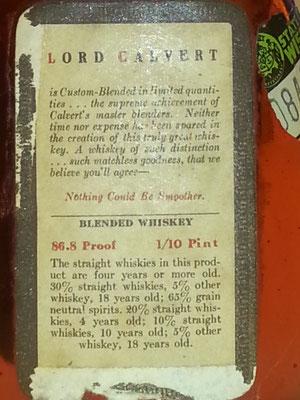 LORD CALVERT
is Custom-Blended in limited quanti-
ties . . . the supreme achievement of
Calvert's master blenders. Neither
time nor expense has been spared in
the creation of this truly great whis-
key. A whiskey of such distinction
. . . such matchless goodness, that we
believe you'll agree—
Nothing Could Be Smoother.
BLENDED WHISKEY
86.8 Proof 1/10 Pint
The straight whiskies in this prod-
uct are four years or more old.
30% straight whiskies, 5% other
whiskey, 18 years old; 65% grain
neutral spirits. 20% straight whis-
kies, 4 years old; 10% straight
whiskies, 10 years old; 5% other
whiskey, 18 years old.